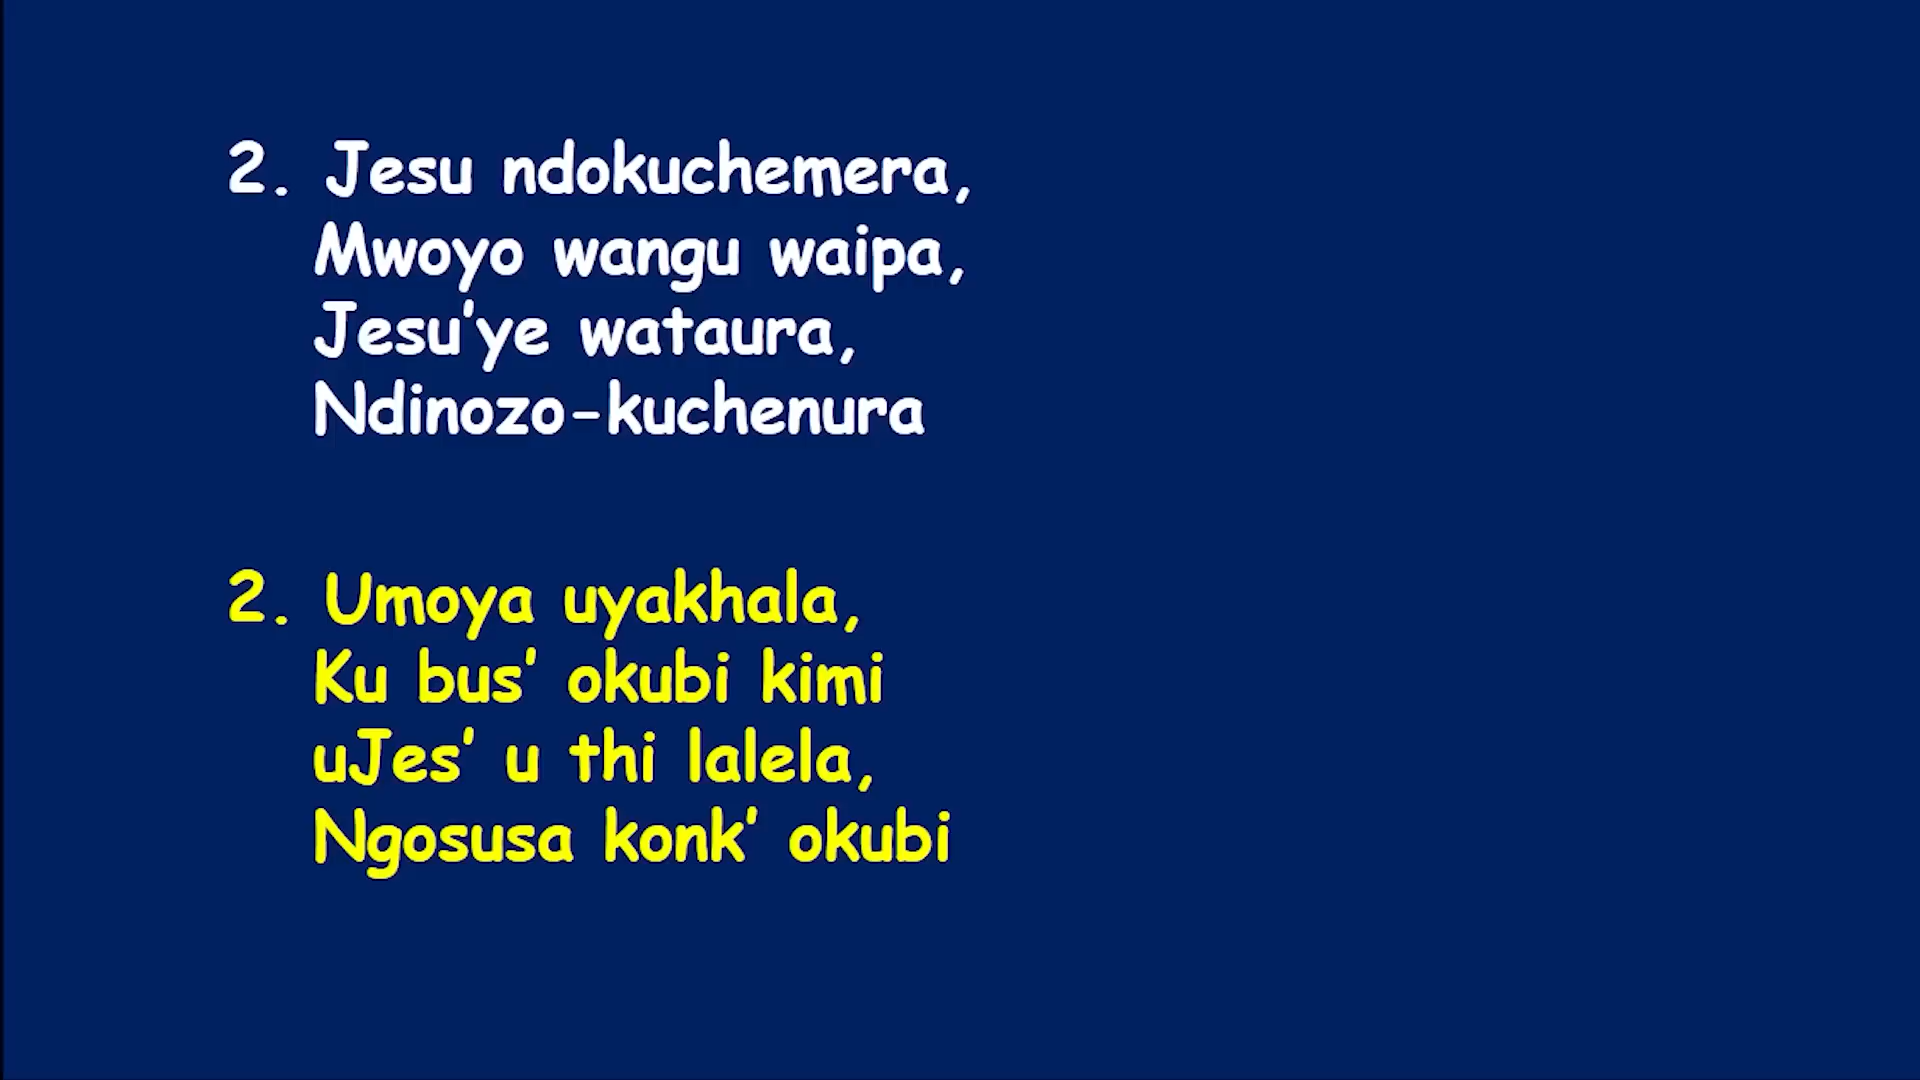 2. Jesu ndokuchemera,
Mwoyo wangu waipa,
Jesu'ye wataura,
Ndinozo-kuchenura
2. Umoya uyakhala,
Ku bus' okubi kimi
uJes' u thi lalela,
Ngosusa konk' okubi